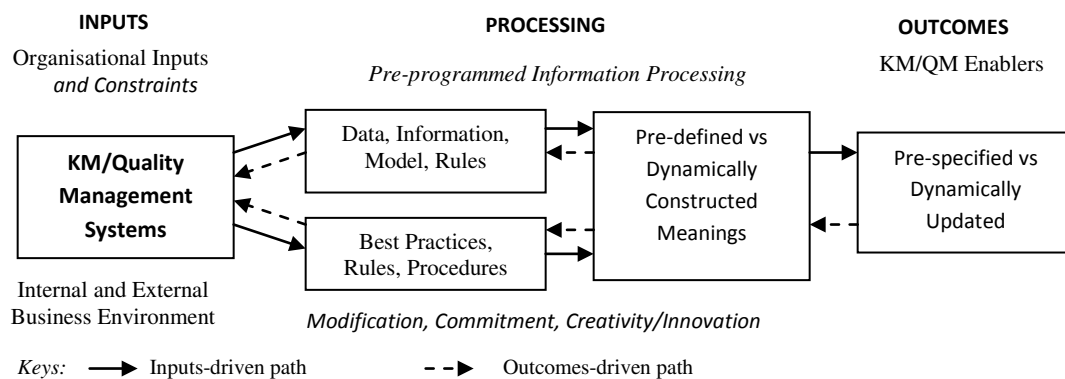 INPUTS
Organisational Inputs
and Constraints
PROCESSING
Pre-programmed Information Processing
OUTCOMES
KM/QM Enablers
KM/Quality
Management
Systems
Data, Information,
Model, Rules
Best Practices,
Rules, Procedures
Pre-defined vs
Dynamically
Constructed
Meanings
Pre-specified vs
Dynamically
Updated
Internal and External
Business Environment
Modification, Commitment, Creativity/Innovation
Keys: Inputs-driven path Outcomes-driven path